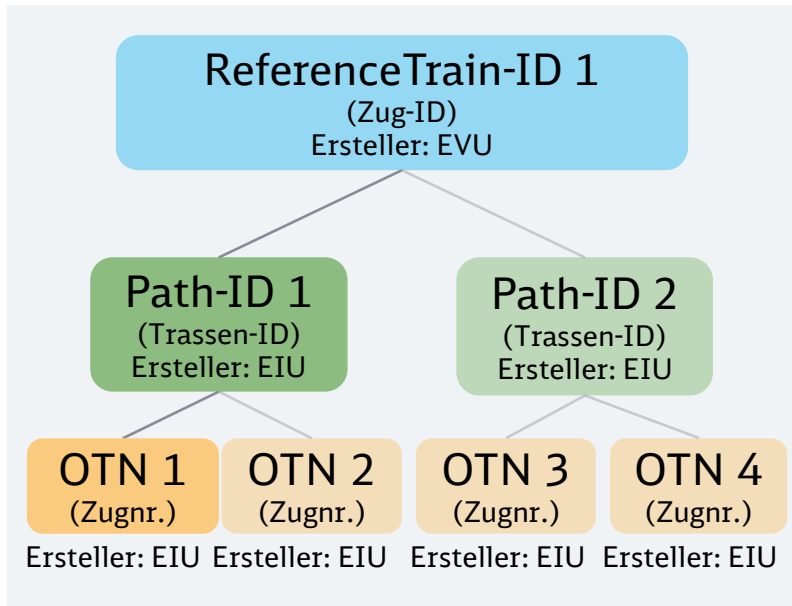 ReferenceTrain-ID 1
(Zug-ID)
Ersteller: EVU
Path-ID 1
(Trassen-ID)
Ersteller: EIU
Path-ID 2
(Trassen-ID)
Ersteller: EIU
OTN 1
(Zugnr.)
Ersteller: EIU
OTN 2
(Zugnr.)
Ersteller: EIU
OTN 3
(Zugnr.)
Ersteller: EIU
OTN 4
(Zugnr.)
Ersteller: EIU